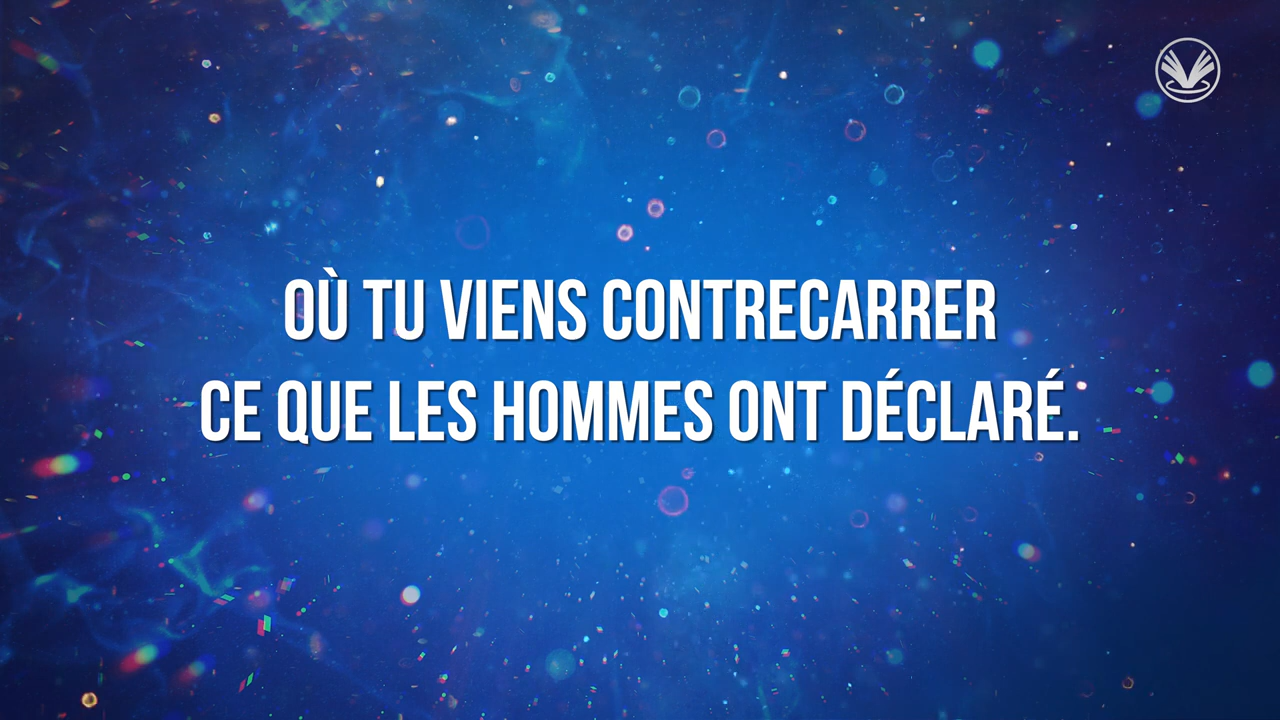 OÙ TU VIENS CONTRECARRER
CE QUE LES HOMMES ONT DÉCLARÉ.